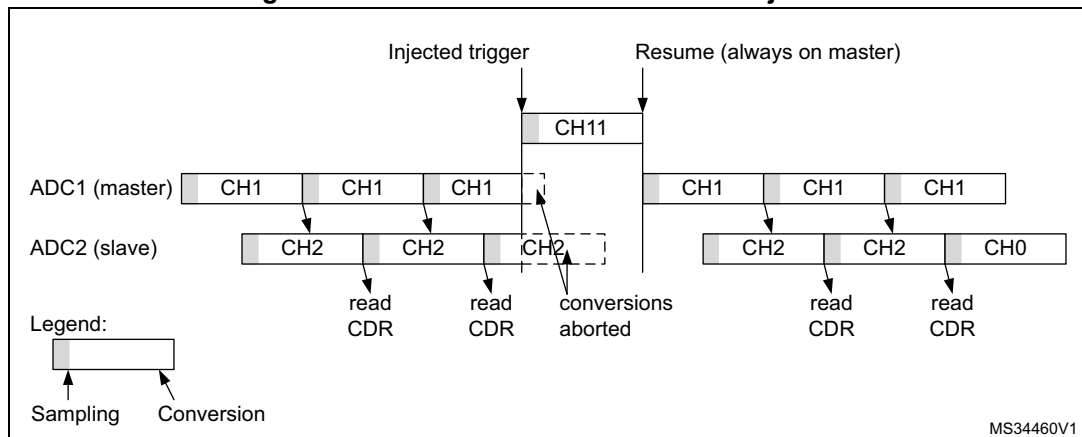 Injected trigger Resume (always on master)
CH11
ADC1 (master) CH1 CH1 CH1 CH1 CH1 CH1
ADC2 (slave) CH2 CH2 CH2 CH2 CH2 CH0
read read conversions read read
CDR CDR aborted CDR CDR
Legend:
Sampling Conversion
MS34460V1